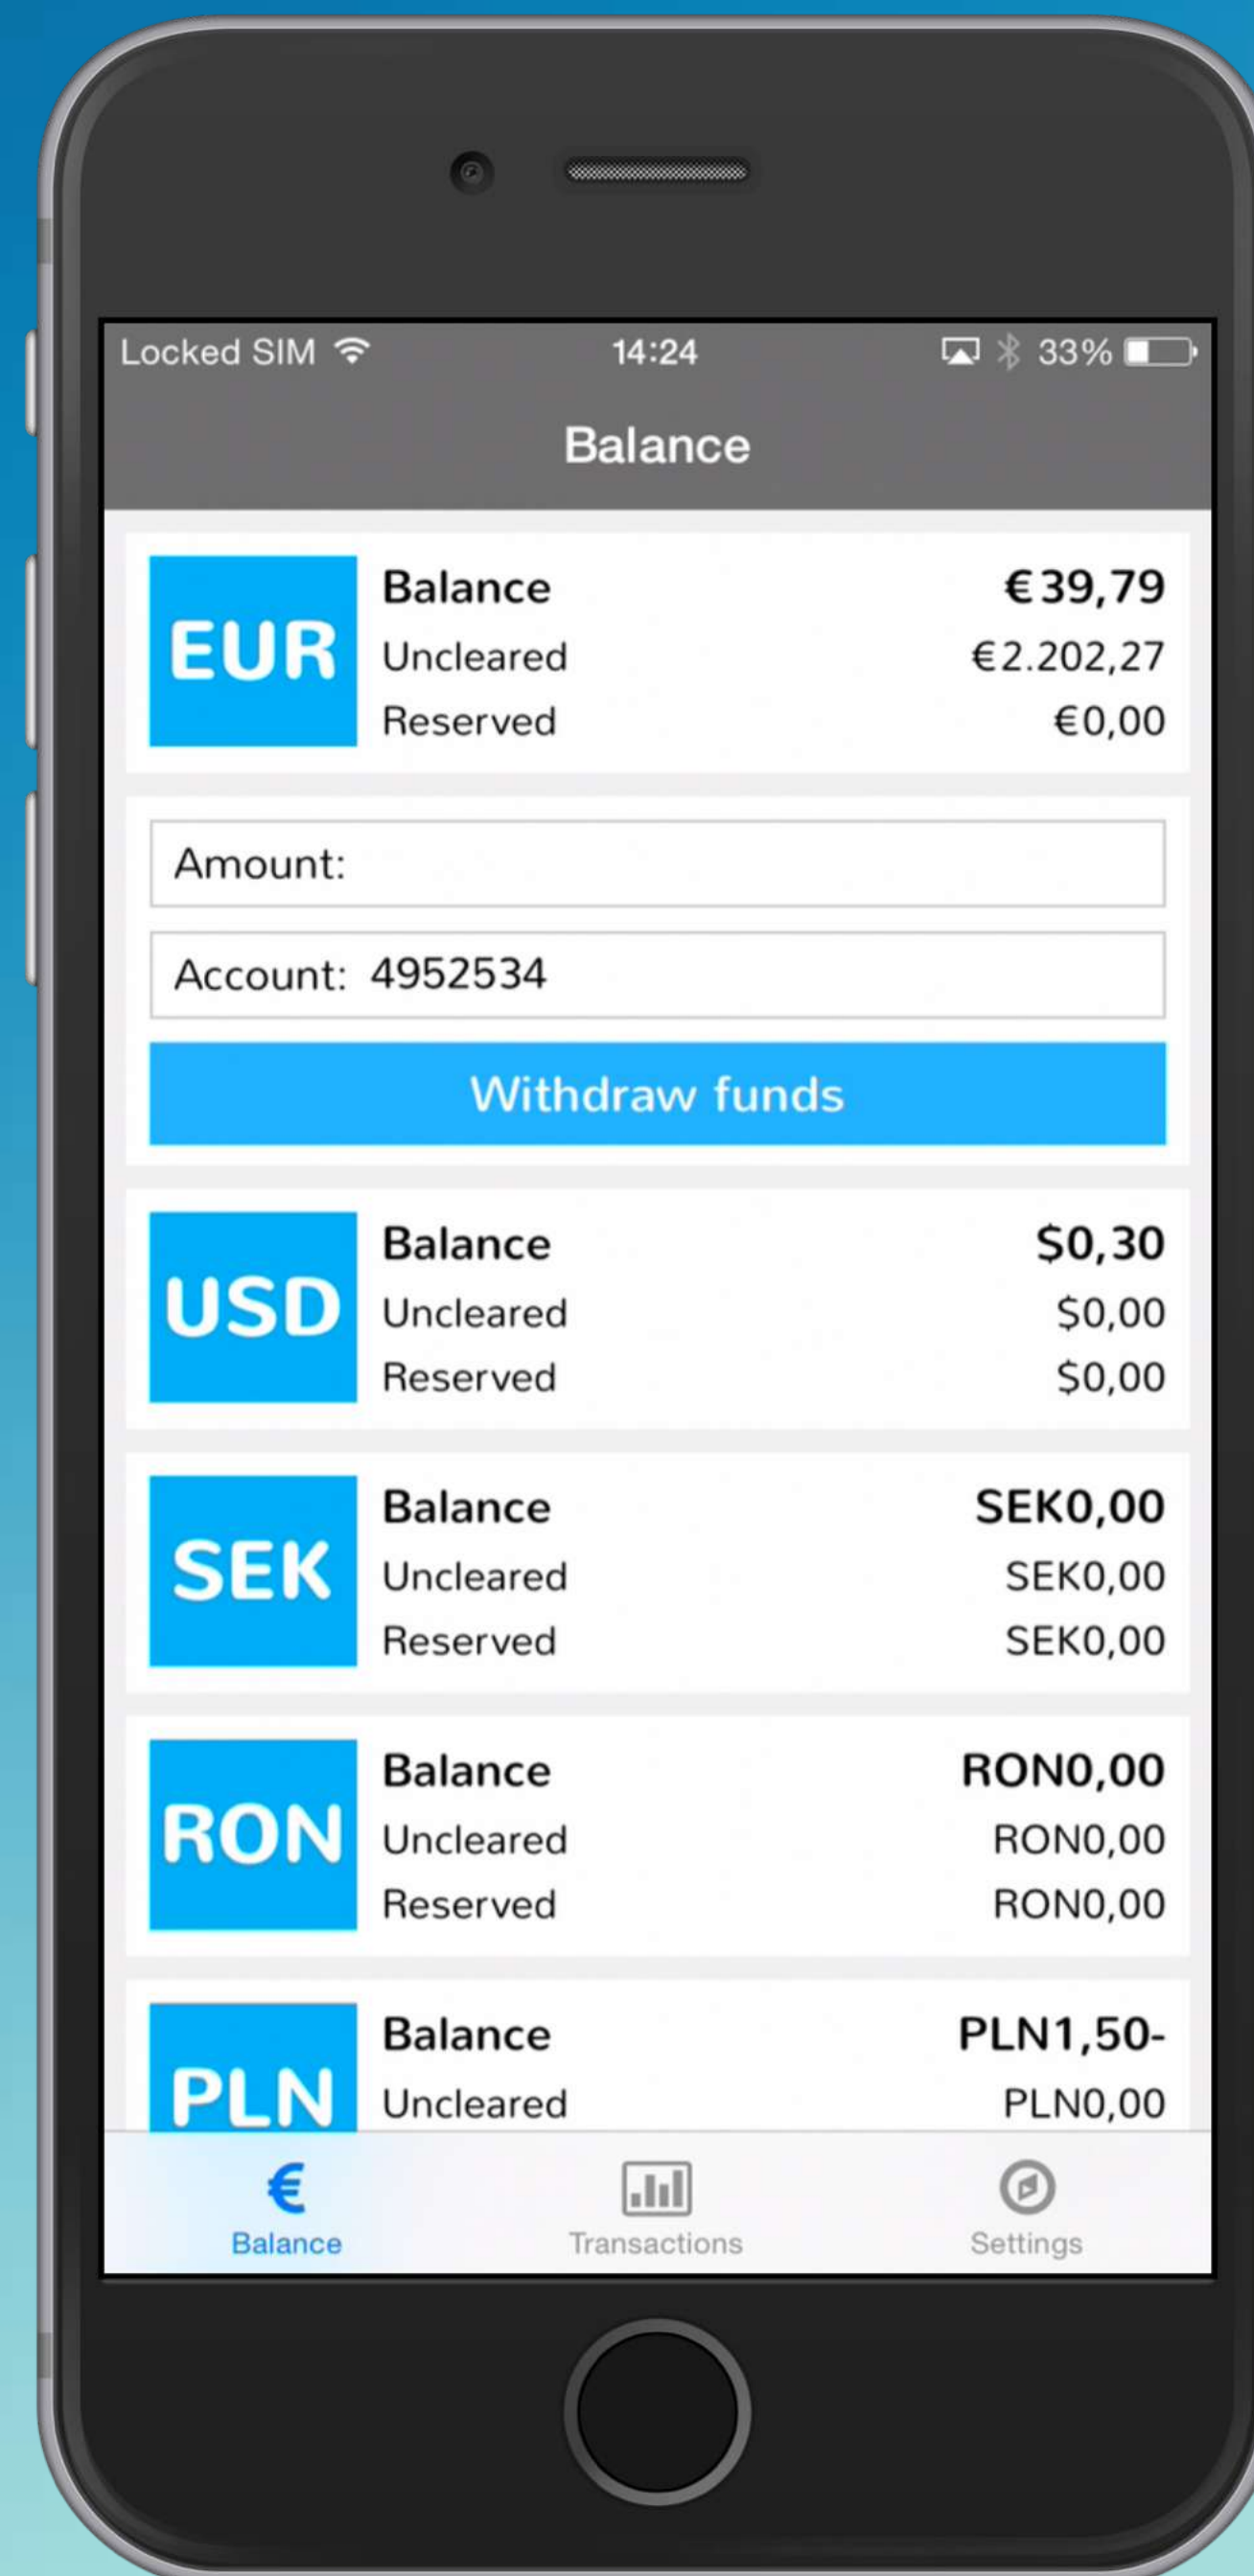 Locked SIM 14:24 33%
Balance
EUR
Balance €39,79
Uncleared €2.202,27
Reserved €0,00
Amount:
Account: 4952534
Withdraw funds
USD
Balance $0,30
Uncleared $0,00
Reserved $0,00
SEK
Balance SEK0,00
Uncleared SEK0,00
Reserved SEK0,00
RON
Balance RON0,00
Uncleared RON0,00
Reserved RON0,00
PLN
Balance PLN1,50-
Uncleared PLN0,00
€
Balance Transactions Settings